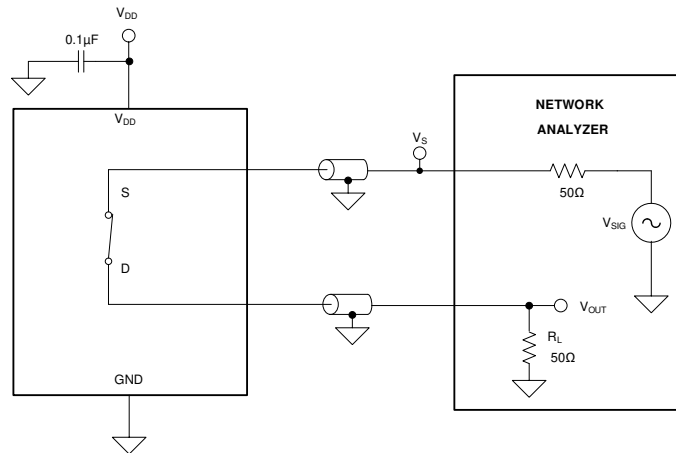 V_DD
0.1µF
V_DD
NETWORK
ANALYZER
V_S
S
50Ω
V_SIG
D
V_OUT
R_L
50Ω
GND